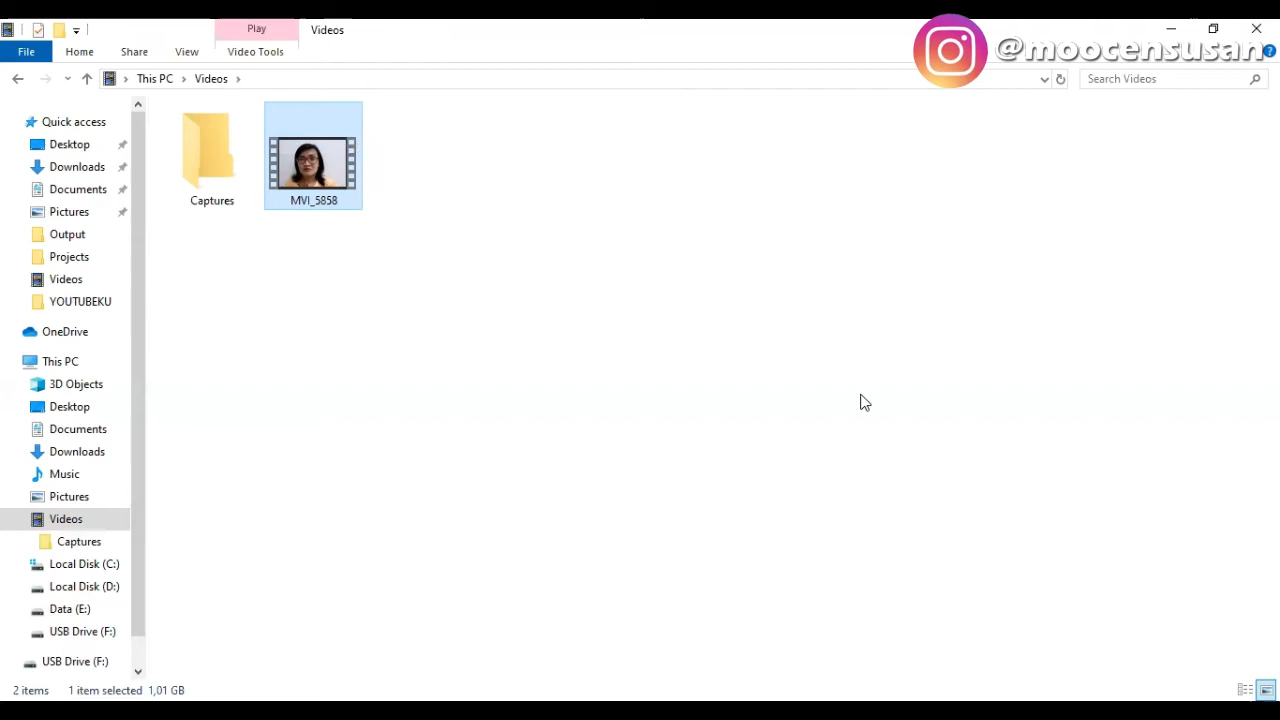 Play
Videos
@moocensusan
File
Home
Share
View
Video Tools
This PC
Videos
Search Videos
Quick access
Desktop
Downloads
Documents
Pictures
Output
Projects
Videos
YOUTUBEKU
OneDrive
This PC
3D Objects
Desktop
Documents
Downloads
Music
Pictures
Videos
Captures
Local Disk (C:)
Local Disk (D:)
Data (E:)
USB Drive (F:)
USB Drive (F:)
Captures
MVI_5858
2 items
1 item selected 1,01 GB